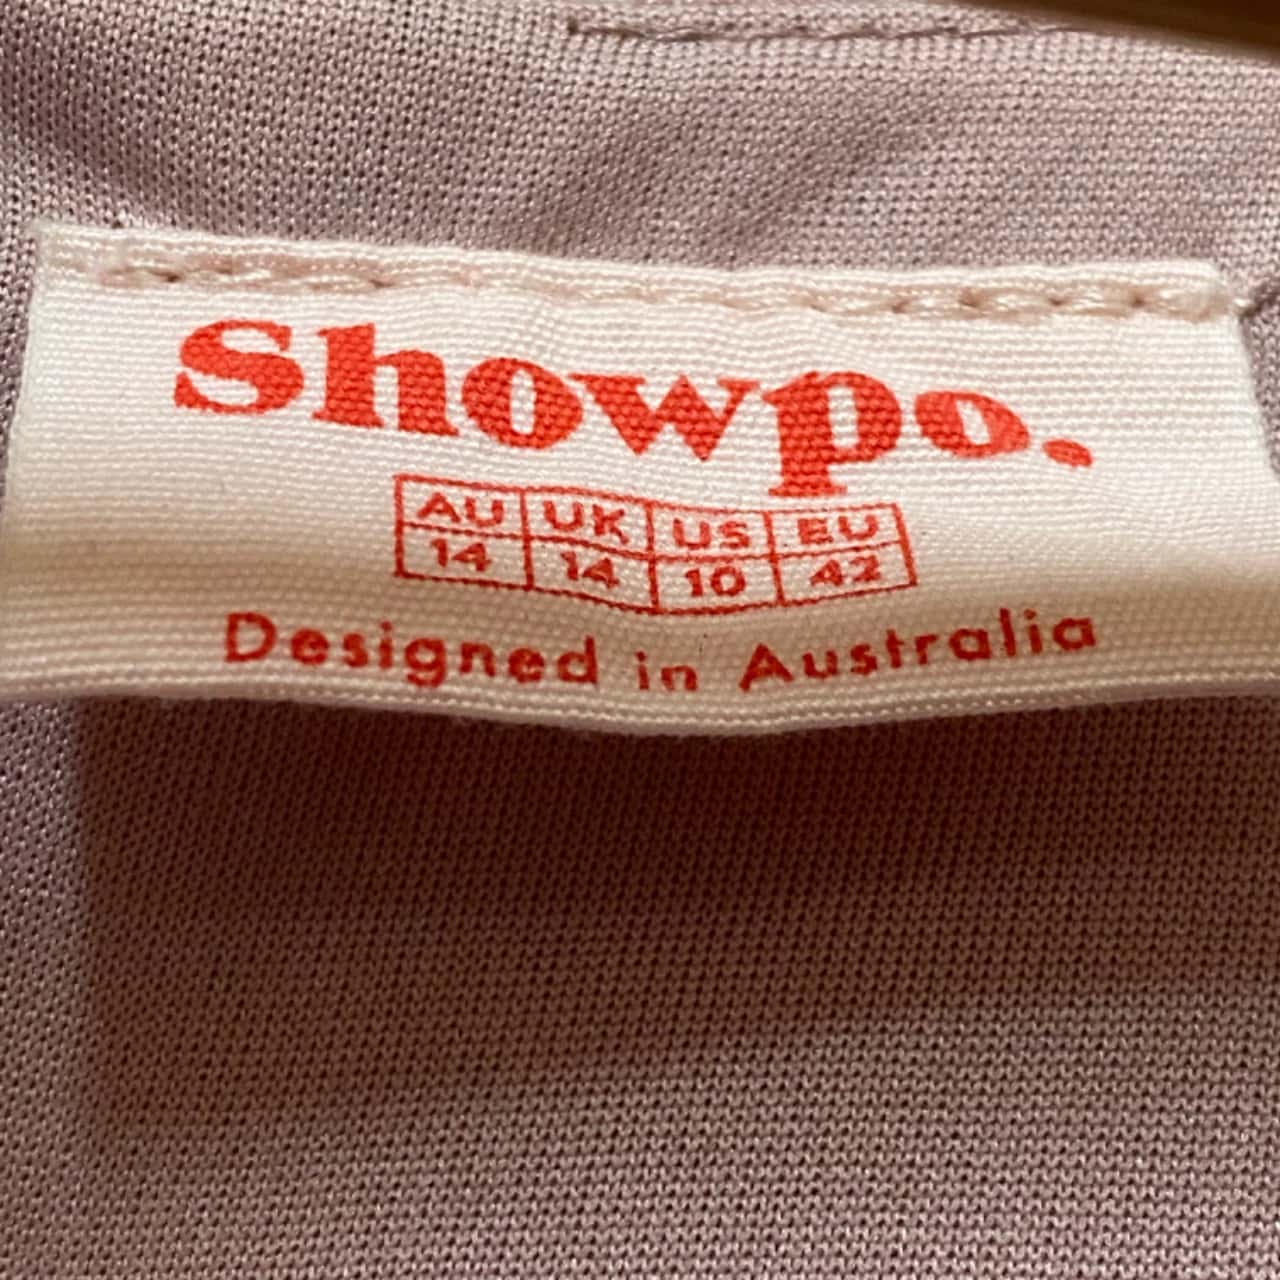 Showpo.
AU UK US EU
14 14 10 42
Designed in Australia